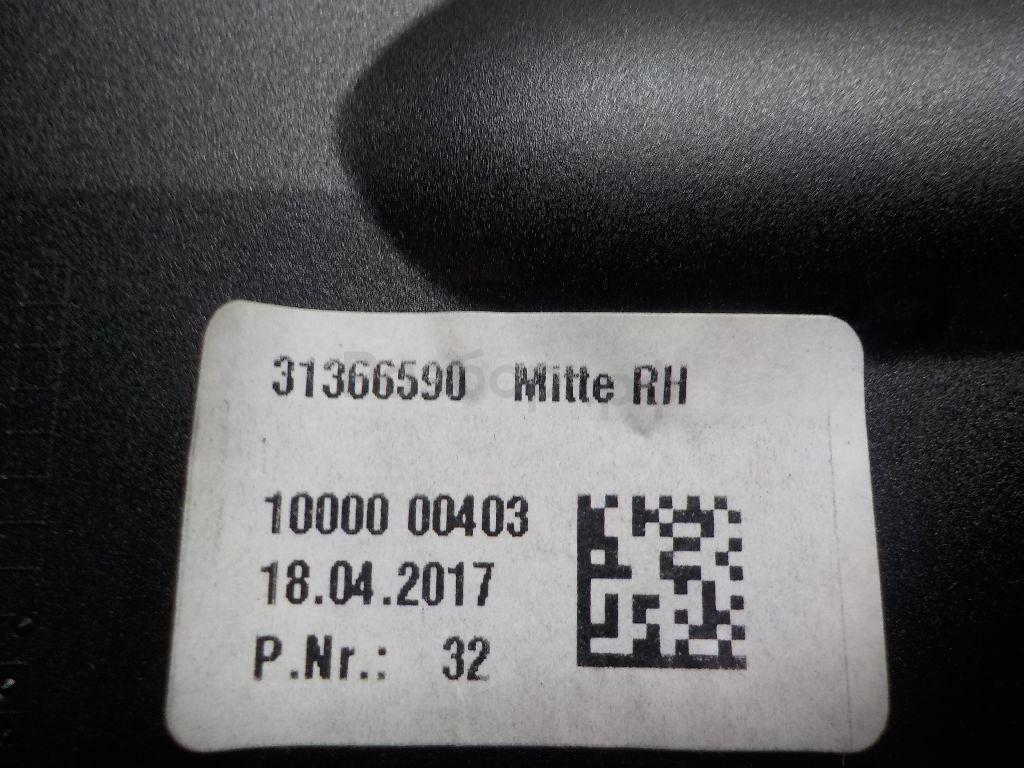 31366590 Mitte RH
10000 00403
18.04.2017
P.Nr.: 32